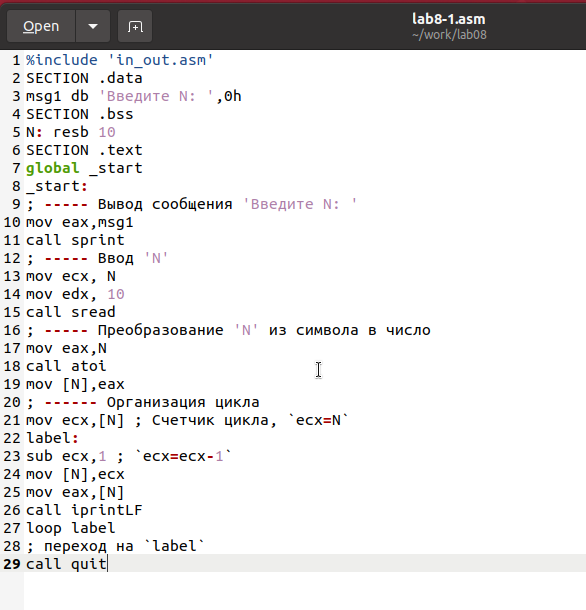 Open
lab8-1.asm
~/work/lab08
1 %include 'in_out.asm'
2 SECTION .data
3 msg1 db 'Введите N: ',0h
4 SECTION .bss
5 N: resb 10
6 SECTION .text
7 global _start
8 _start:
9 ; ----- Вывод сообщения 'Введите N: '
10 mov eax,msg1
11 call sprint
12 ; ----- Ввод 'N'
13 mov ecx, N
14 mov edx, 10
15 call sread
16 ; ----- Преобразование 'N' из символа в число
17 mov eax,N
18 call atoi
19 mov [N],eax
20 ; ------ Организация цикла
21 mov ecx,[N] ; Счетчик цикла, `ecx=N`
22 label:
23 sub ecx,1 ; `ecx=ecx-1`
24 mov [N],ecx
25 mov eax,[N]
26 call iprintLF
27 loop label
28 ; переход на `label`
29 call quit